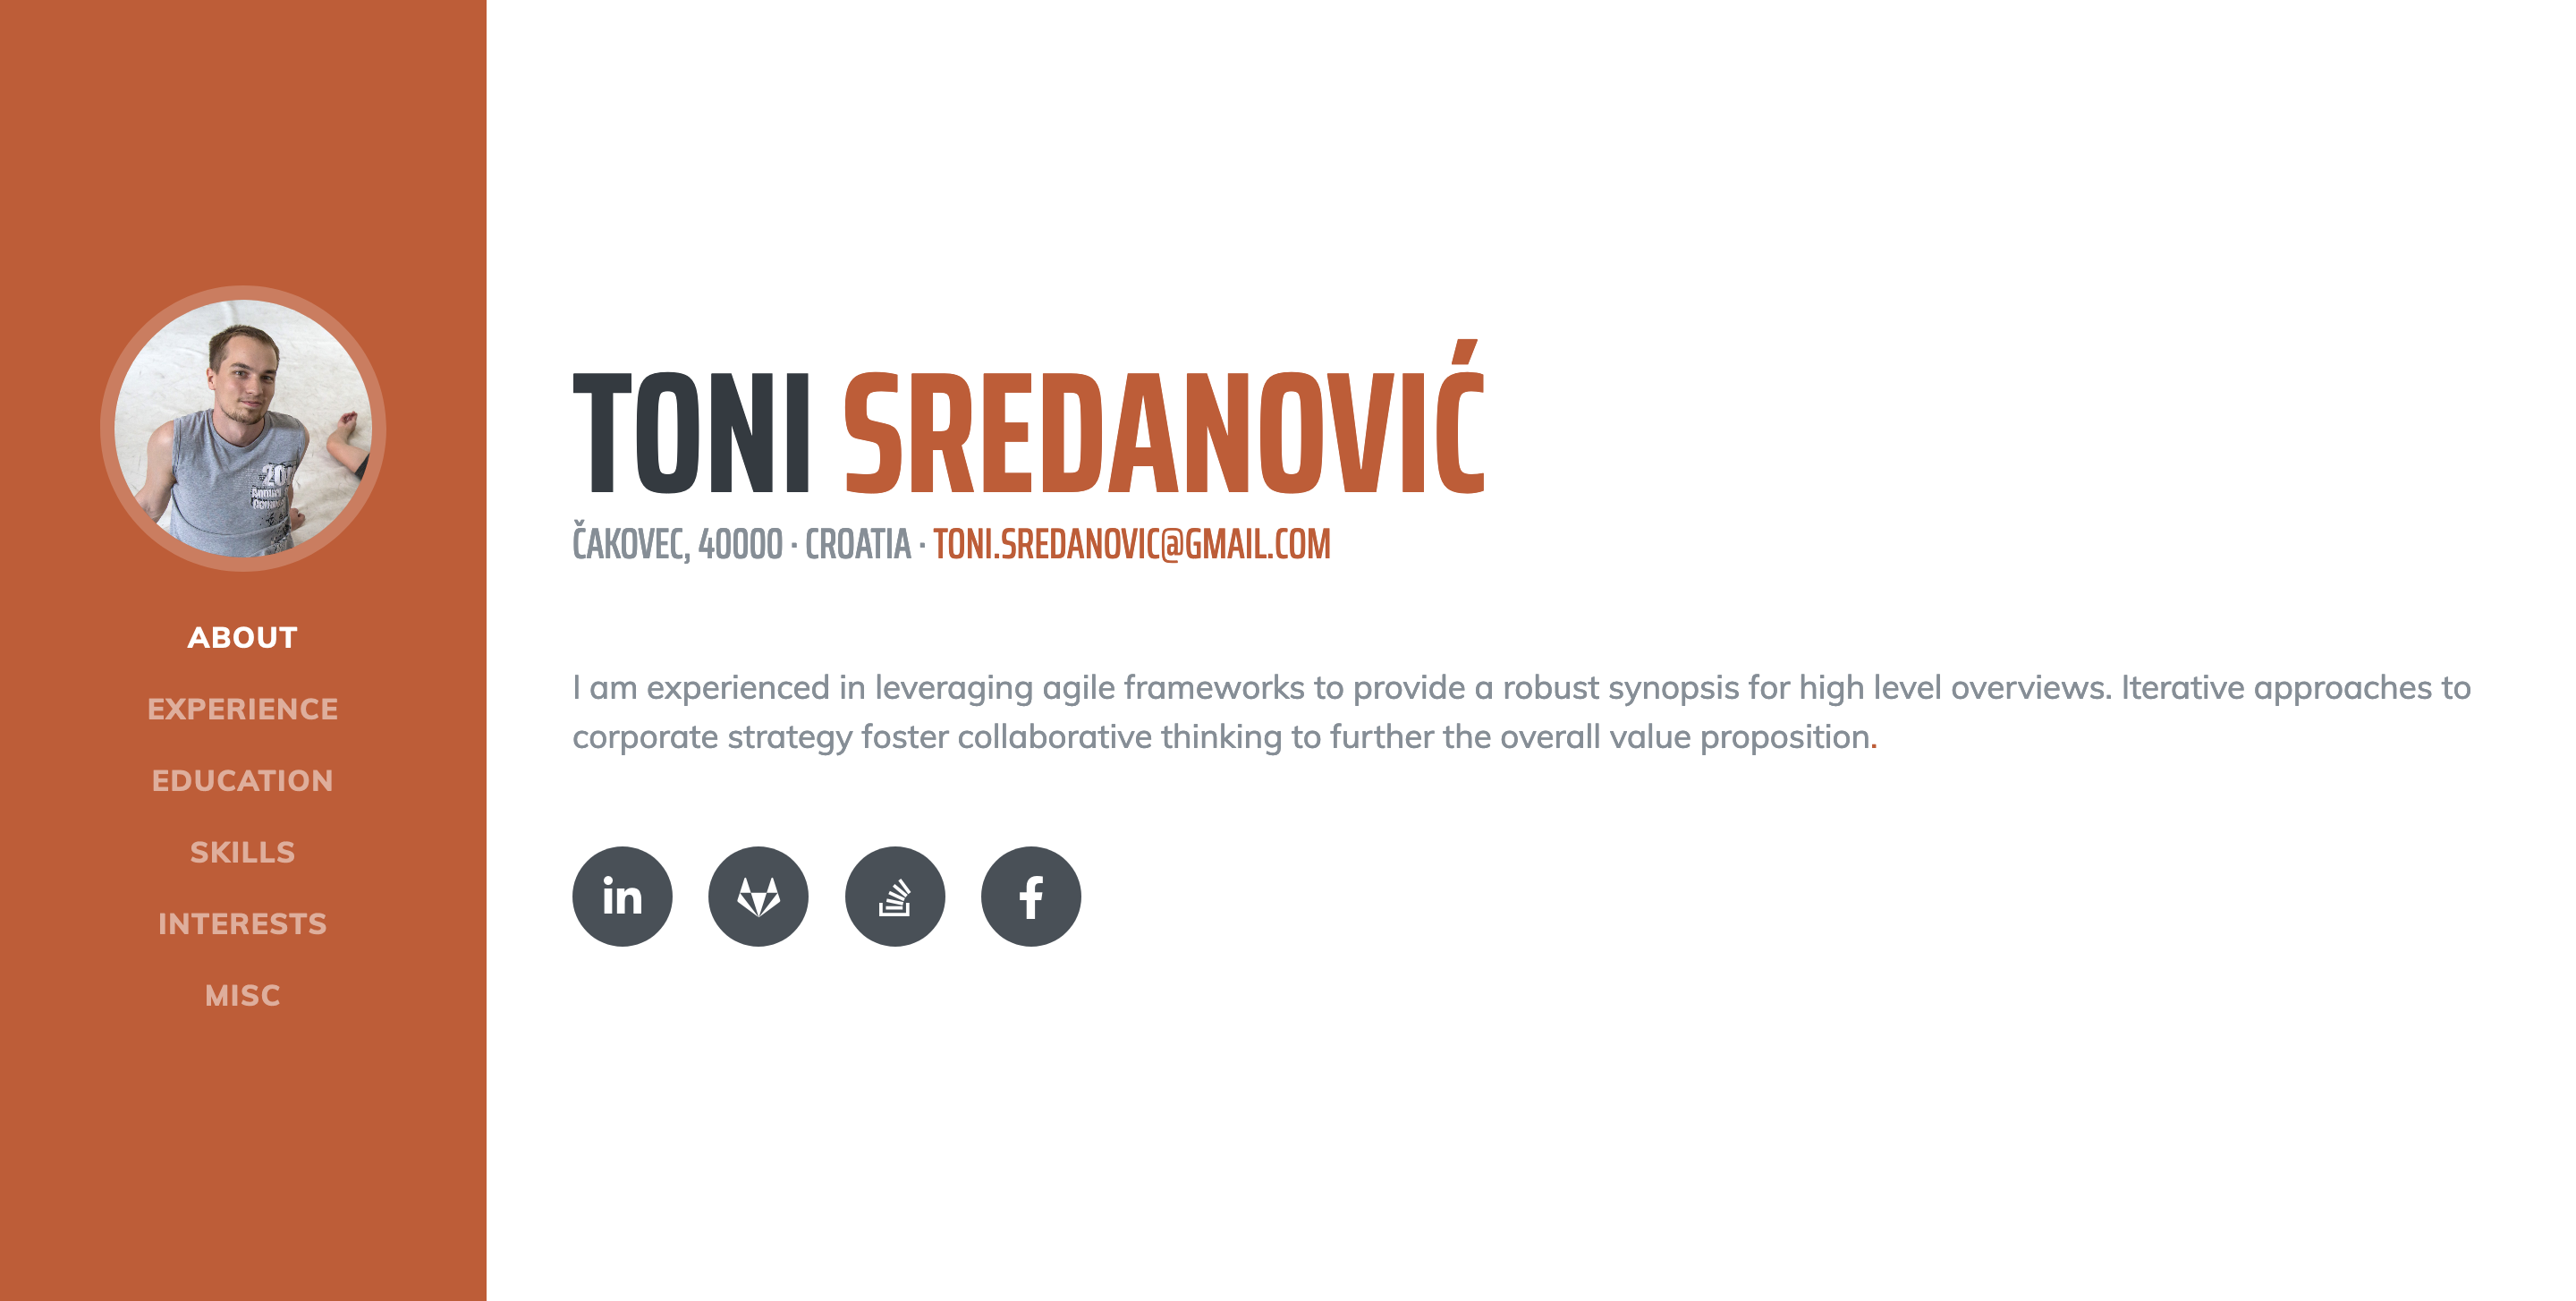 ABOUT
EXPERIENCE
EDUCATION
SKILLS
INTERESTS
MISC
TONI SREDANOVIĆ
ČAKOVEC, 40000 · CROATIA · TONI.SREDANOVIC@GMAIL.COM
I am experienced in leveraging agile frameworks to provide a robust synopsis for high level overviews. Iterative approaches to
corporate strategy foster collaborative thinking to further the overall value proposition.
in
f